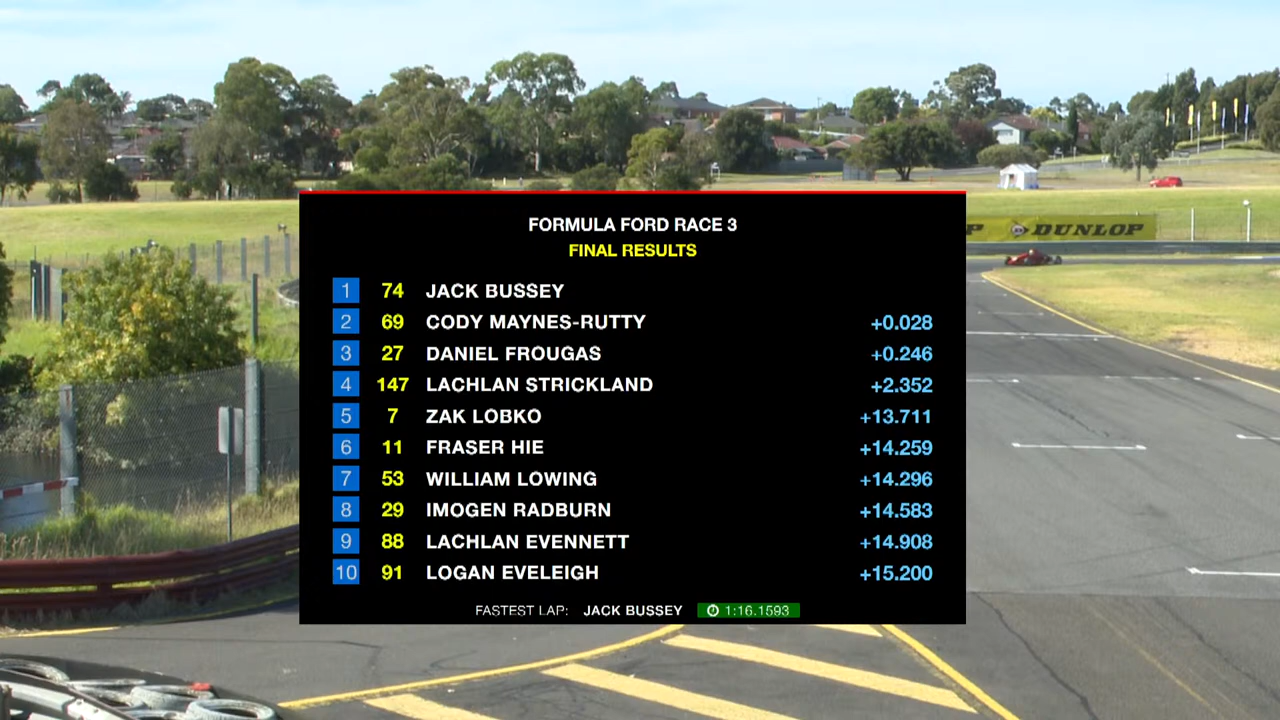 FORMULA FORD RACE 3
FINAL RESULTS
1 74 JACK BUSSEY
2 69 CODY MAYNES-RUTTY +0.028
3 27 DANIEL FROUGAS +0.246
4 147 LACHLAN STRICKLAND +2.352
5 7 ZAK LOBKO +13.711
6 11 FRASER HIE +14.259
7 53 WILLIAM LOWING +14.296
8 29 IMOGEN RADBURN +14.583
9 88 LACHLAN EVENNETT +14.908
10 91 LOGAN EVELEIGH +15.200
FASTEST LAP: JACK BUSSEY 1:16.1593
P DUNLOP